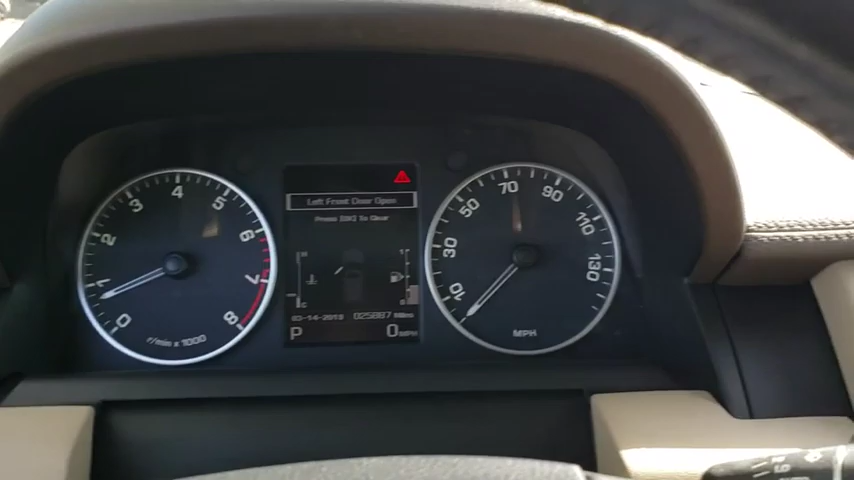 Left Front Door Open
Press [OK] To Clear
H
C
03-14-2019 025887 Miles
P 0 MPH
0
1
2
3
4
5
6
7
8
r/min x 1000
10
30
50
70
90
110
130
MPH